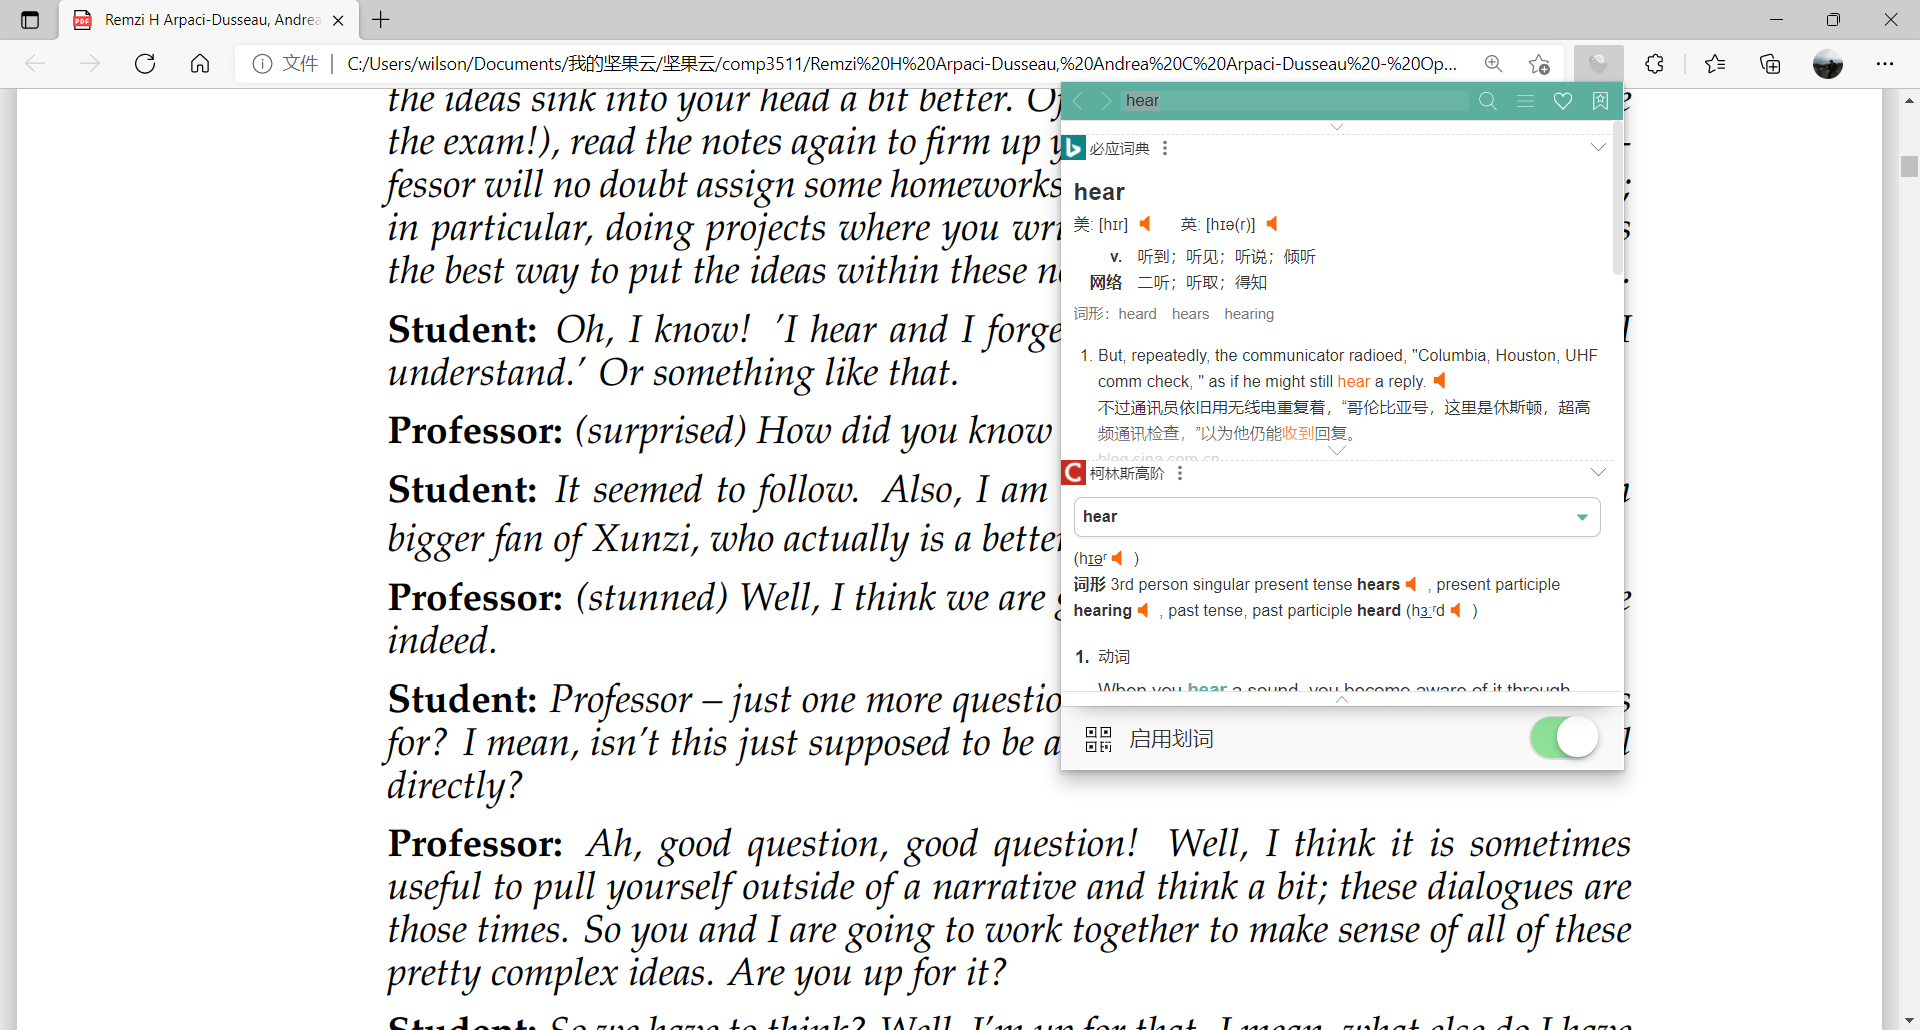 Remzi H Arpaci-Dusseau, Andrea
文件 C:/Users/wilson/Documents/我的坚果云/坚果云/comp3511/Remzi%20H%20Arpaci-Dusseau,%20Andrea%20C%20Arpaci-Dusseau%20-%20Op...
the ideas sink into your head a bit better. Of
the exam!), read the notes again to firm up y
fessor will no doubt assign some homeworks
in particular, doing projects where you wri
the best way to put the ideas within these no
Student: Oh, I know! 'I hear and I forge I
understand.' Or something like that.
Professor: (surprised) How did you know
Student: It seemed to follow. Also, I am
bigger fan of Xunzi, who actually is a bette
Professor: (stunned) Well, I think we are g
indeed.
Student: Professor – just one more questio
for? I mean, isn't this just supposed to be a
directly?
Professor: Ah, good question, good question! Well, I think it is sometimes
useful to pull yourself outside of a narrative and think a bit; these dialogues are
those times. So you and I are going to work together to make sense of all of these
pretty complex ideas. Are you up for it?
Student: So we have to think? Well, I'm up for that. I mean, what else do I have
hear
必应词典
hear
美: [hɪr] 英: [hɪə(r)]
v. 听到；听见；听说；倾听
网络 二听；听取；得知
词形: heard hears hearing
1. But, repeatedly, the communicator radioed, "Columbia, Houston, UHF
comm check, " as if he might still hear a reply.
不过通讯员依旧用无线电重复着，“哥伦比亚号，这里是休斯顿，超高
频通讯检查，”以为他仍能收到回复。
blog.sina.com.cn
柯林斯高阶
hear
(hɪəʳ )
词形 3rd person singular present tense hears , present participle
hearing , past tense, past participle heard (hɜːʳd )
1. 动词
When you hear a sound, you become aware of it through
启用划词